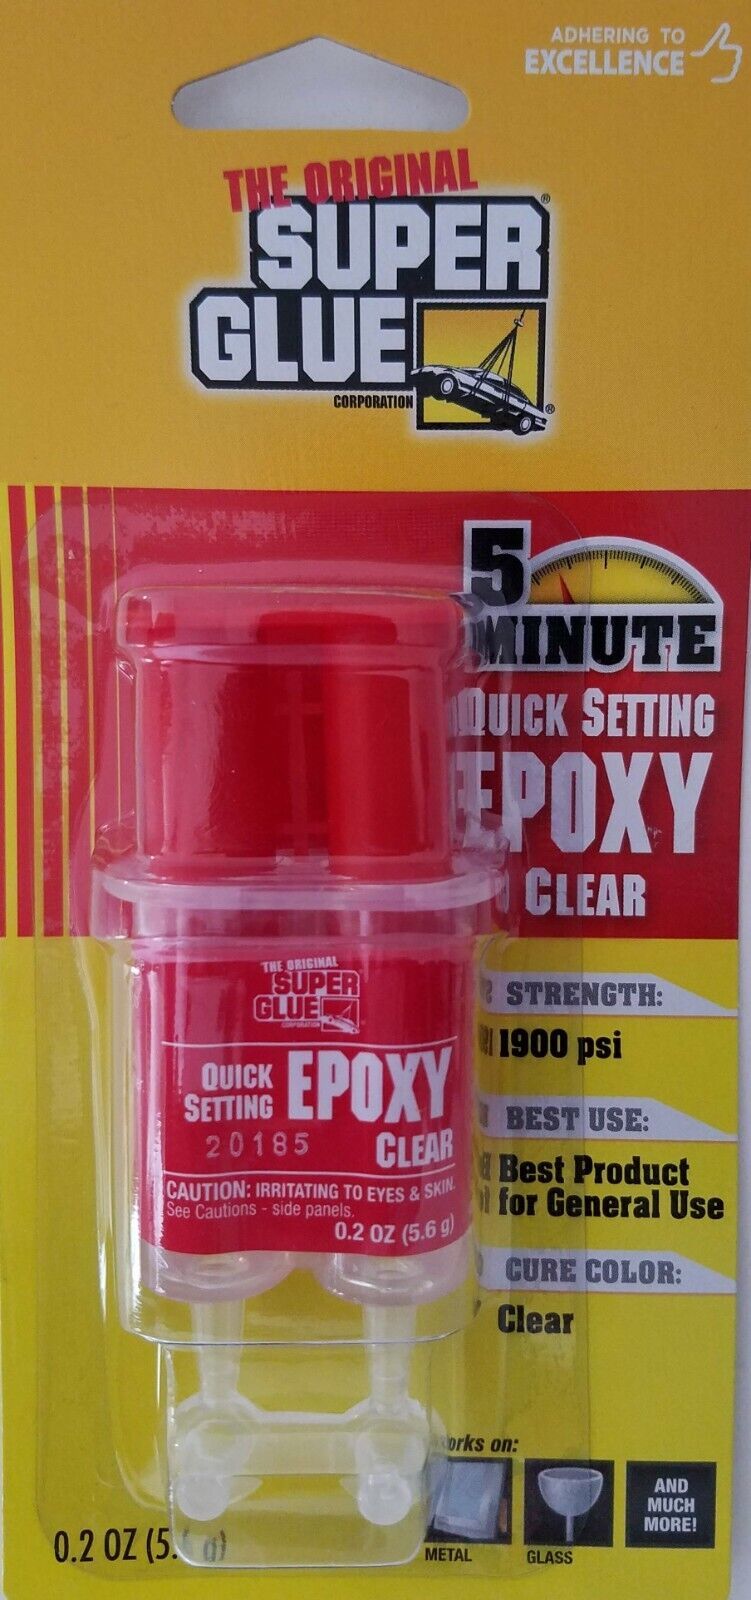 ADHERING TO
EXCELLENCE
THE ORIGINAL
SUPER
GLUE
CORPORATION
5
MINUTE
QUICK SETTING
EPOXY
CLEAR
THE ORIGINAL
SUPER
GLUE
CORPORATION
QUICK
SETTING EPOXY
20185 CLEAR
CAUTION: IRRITATING TO EYES & SKIN.
See Cautions - side panels.
0.2 OZ (5.6 g)
STRENGTH:
1900 psi
BEST USE:
Best Product
for General Use
CURE COLOR:
Clear
on:
METAL
GLASS
AND
MUCH
MORE!
0.2 OZ